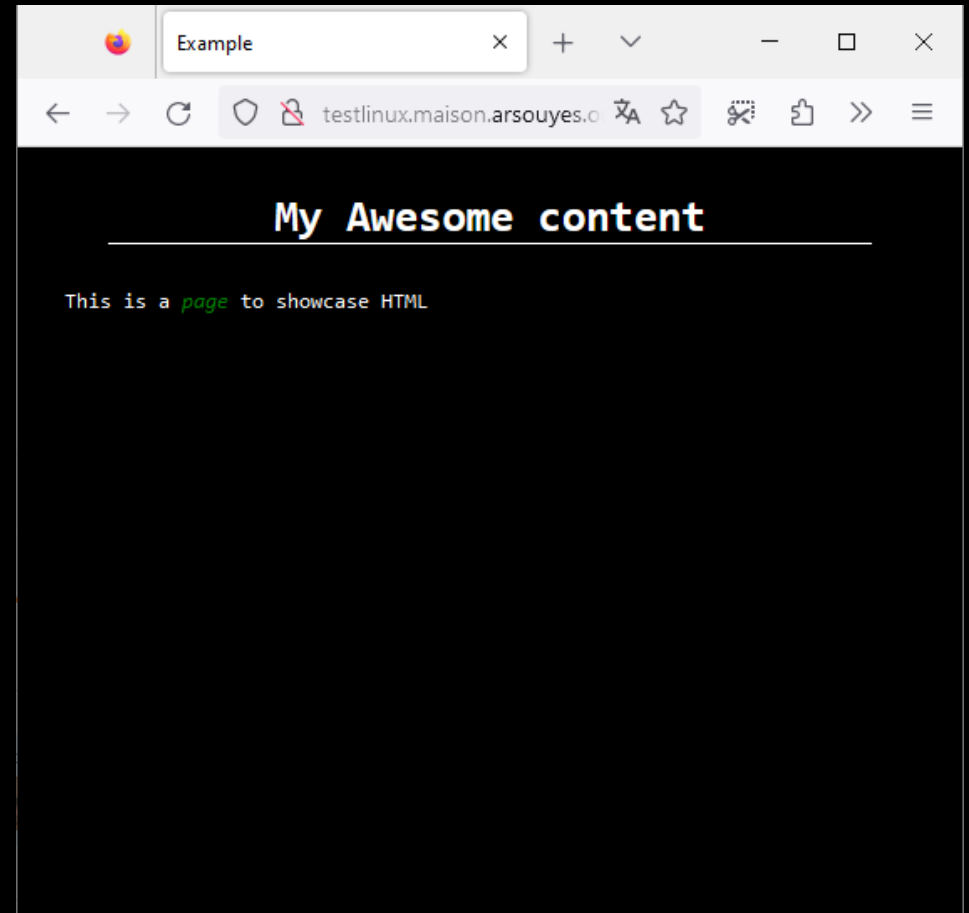 Example
testlinux.maison.arsouyes.o
My Awesome content
This is a page to showcase HTML